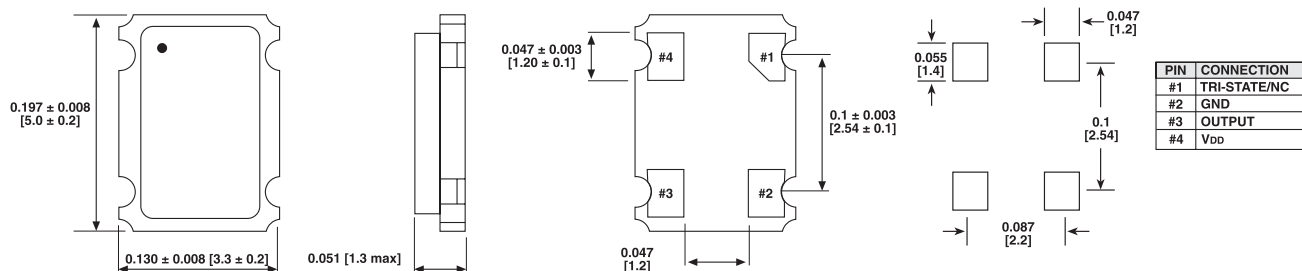 0.197 ± 0.008
[5.0 ± 0.2]
0.130 ± 0.008 [3.3 ± 0.2]
0.051 [1.3 max]
0.047 ± 0.003
[1.20 ± 0.1]
#4
#1
#3
#2
0.1 ± 0.003
[2.54 ± 0.1]
0.047
[1.2]
0.047
[1.2]
0.055
[1.4]
0.1
[2.54]
0.087
[2.2]
PIN CONNECTION
#1 TRI-STATE/NC
#2 GND
#3 OUTPUT
#4 VDD